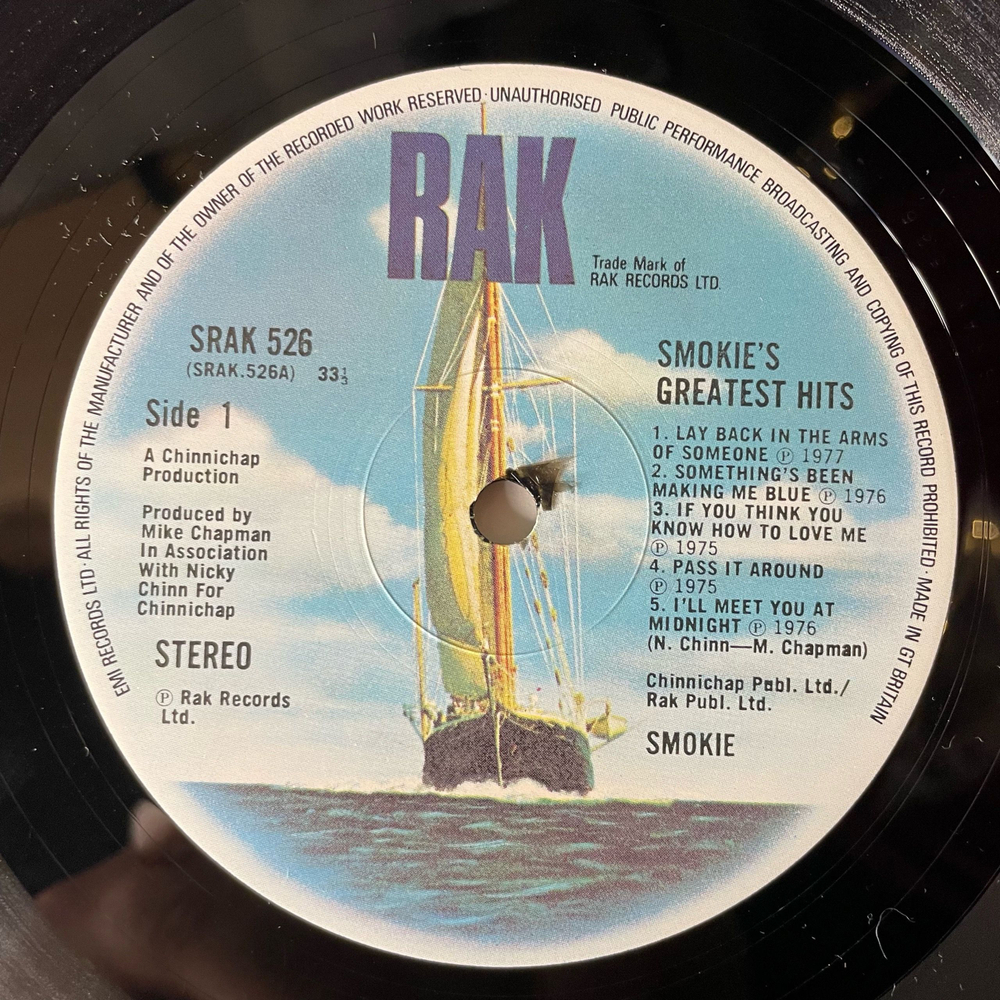 EMI RECORDS LTD · ALL RIGHTS OF THE MANUFACTURER AND OF THE OWNER OF THE RECORDED WORK RESERVED · UNAUTHORISED PUBLIC PERFORMANCE BROADCASTING AND COPYING OF THIS RECORD PROHIBITED · MADE IN GT BRITAIN
RAK
Trade Mark of
RAK RECORDS LTD.
SRAK 526
(SRAK.526A) 33⅓
Side 1
A Chinnichap
Production
Produced by
Mike Chapman
In Association
With Nicky
Chinn For
Chinnichap
STEREO
℗ Rak Records
Ltd.
SMOKIE'S
GREATEST HITS
1. LAY BACK IN THE ARMS
OF SOMEONE ℗ 1977
2. SOMETHING'S BEEN
MAKING ME BLUE ℗ 1976
3. IF YOU THINK YOU
KNOW HOW TO LOVE ME
℗ 1975
4. PASS IT AROUND
℗ 1975
5. I'LL MEET YOU AT
MIDNIGHT ℗ 1976
(N. Chinn—M. Chapman)
Chinnichap Publ. Ltd./
Rak Publ. Ltd.
SMOKIE